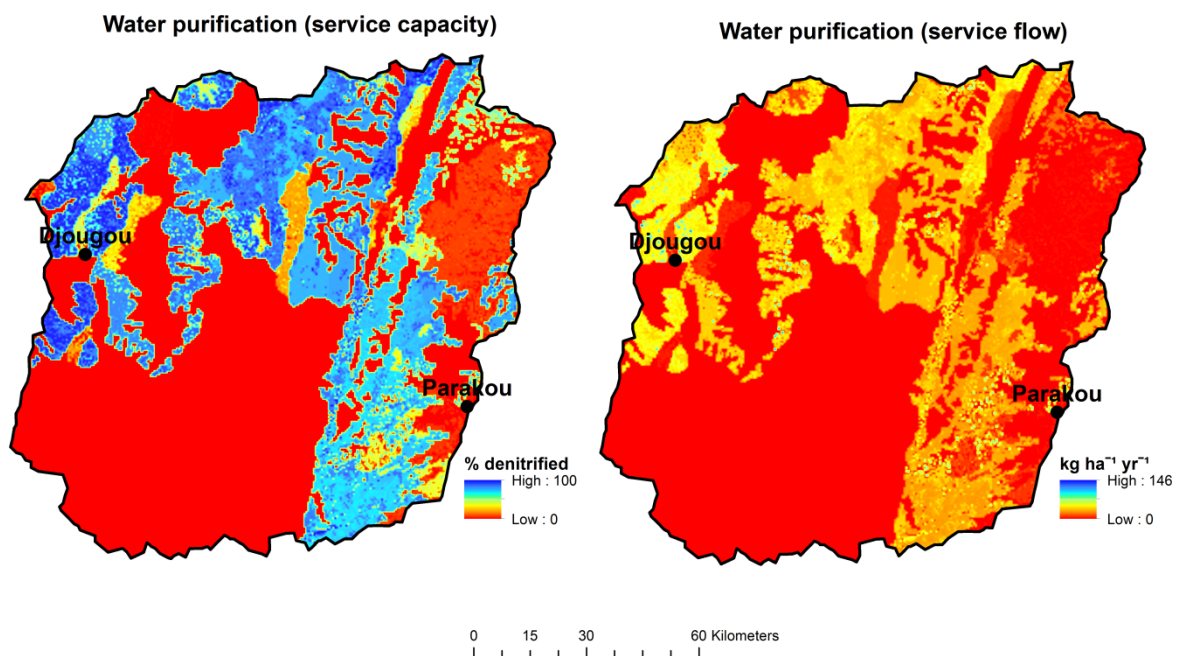 Water purification (service capacity)
Djougou
Parakou
% denitrified
High : 100
Low : 0
Water purification (service flow)
Djougou
Parakou
kg ha⁻¹ yr⁻¹
High : 146
Low : 0
0 15 30 60 Kilometers